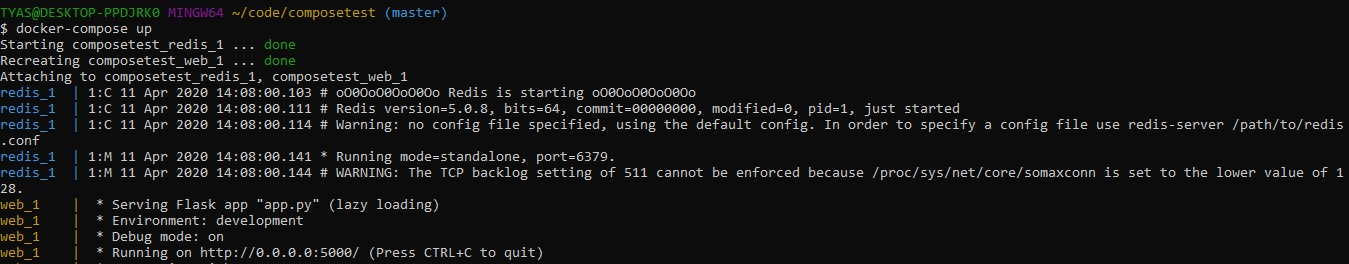 TYAS@DESKTOP-PPDJRK0 MINGW64 ~/code/composetest (master)
$ docker-compose up
Starting composetest_redis_1 ... done
Recreating composetest_web_1 ... done
Attaching to composetest_redis_1, composetest_web_1
redis_1  | 1:C 11 Apr 2020 14:08:00.103 # oO0OoO0OoO0Oo Redis is starting oO0OoO0OoO0Oo
redis_1  | 1:C 11 Apr 2020 14:08:00.111 # Redis version=5.0.8, bits=64, commit=00000000, modified=0, pid=1, just started
redis_1  | 1:C 11 Apr 2020 14:08:00.114 # Warning: no config file specified, using the default config. In order to specify a config file use redis-server /path/to/redis
.conf
redis_1  | 1:M 11 Apr 2020 14:08:00.141 * Running mode=standalone, port=6379.
redis_1  | 1:M 11 Apr 2020 14:08:00.144 # WARNING: The TCP backlog setting of 511 cannot be enforced because /proc/sys/net/core/somaxconn is set to the lower value of 1
28.
web_1    |  * Serving Flask app "app.py" (lazy loading)
web_1    |  * Environment: development
web_1    |  * Debug mode: on
web_1    |  * Running on http://0.0.0.0:5000/ (Press CTRL+C to quit)